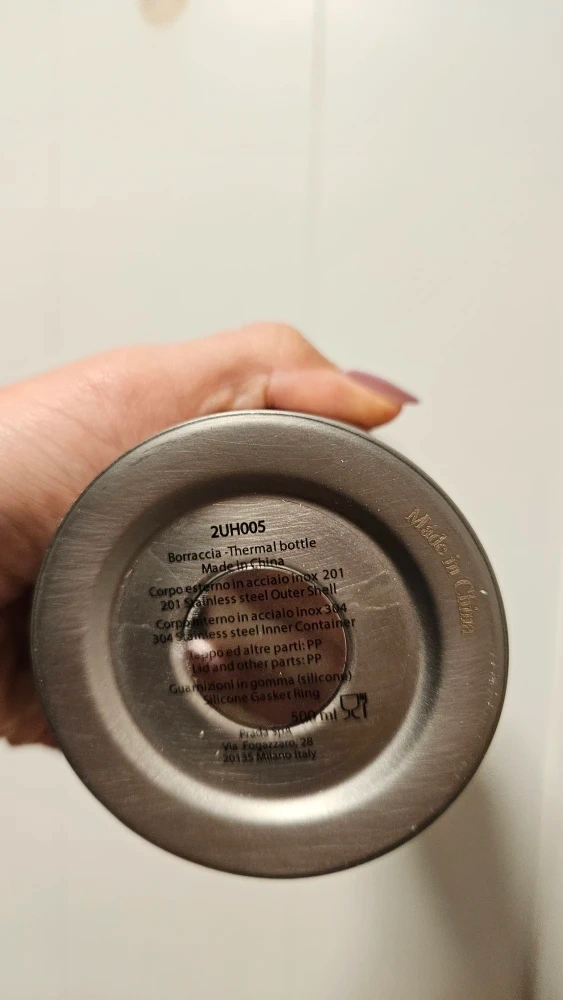 2UH005
Borraccia -Thermal bottle
Made in China
Corpo esterno in acciaio inox 201
201 Stainless steel Outer Shell
Corpo interno in acciaio inox 304
304 Stainless steel Inner Container
Tappo ed altre parti: PP
Lid and other parts: PP
Guarnizioni in gomma (silicone)
Silicone Gasket Ring
500 ml
Prada spa
Via Fogazzaro, 28
20135 Milano Italy
Made in China